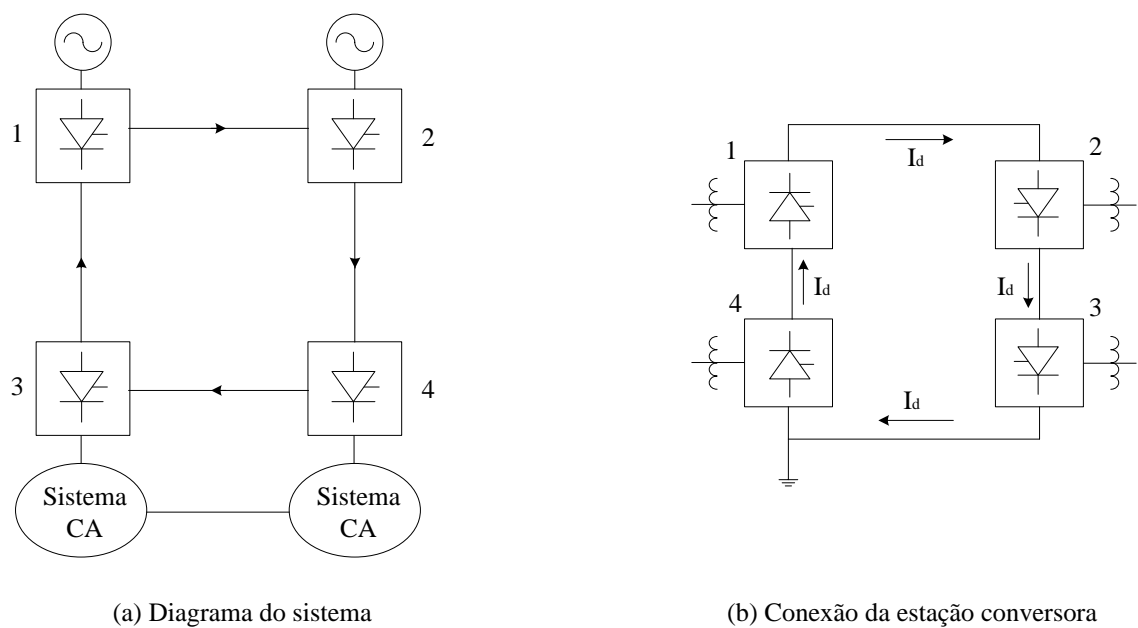 1
2
3
4
Sistema
CA
Sistema
CA
(a) Diagrama do sistema
1
2
Id
Id
Id
4
3
Id
(b) Conexão da estação conversora